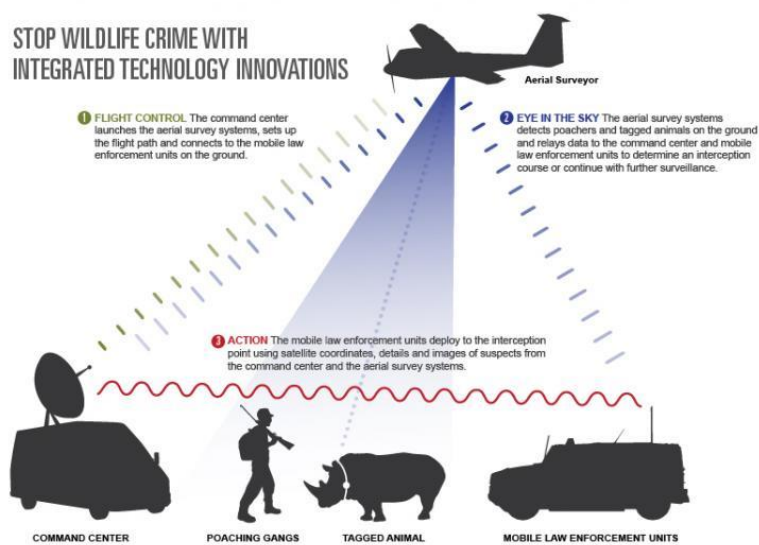 STOP WILDLIFE CRIME WITH
INTEGRATED TECHNOLOGY INNOVATIONS
Aerial Surveyor
1 FLIGHT CONTROL The command center
launches the aerial survey systems, sets up
the flight path and connects to the mobile law
enforcement units on the ground.
2 EYE IN THE SKY The aerial survey systems
detects poachers and tagged animals on the ground
and relays data to the command center and mobile
law enforcement units to determine an interception
course or continue with further surveillance.
3 ACTION The mobile law enforcement units deploy to the interception
point using satellite coordinates, details and images of suspects from
the command center and the aerial survey systems.
COMMAND CENTER
POACHING GANGS
TAGGED ANIMAL
MOBILE LAW ENFORCEMENT UNITS